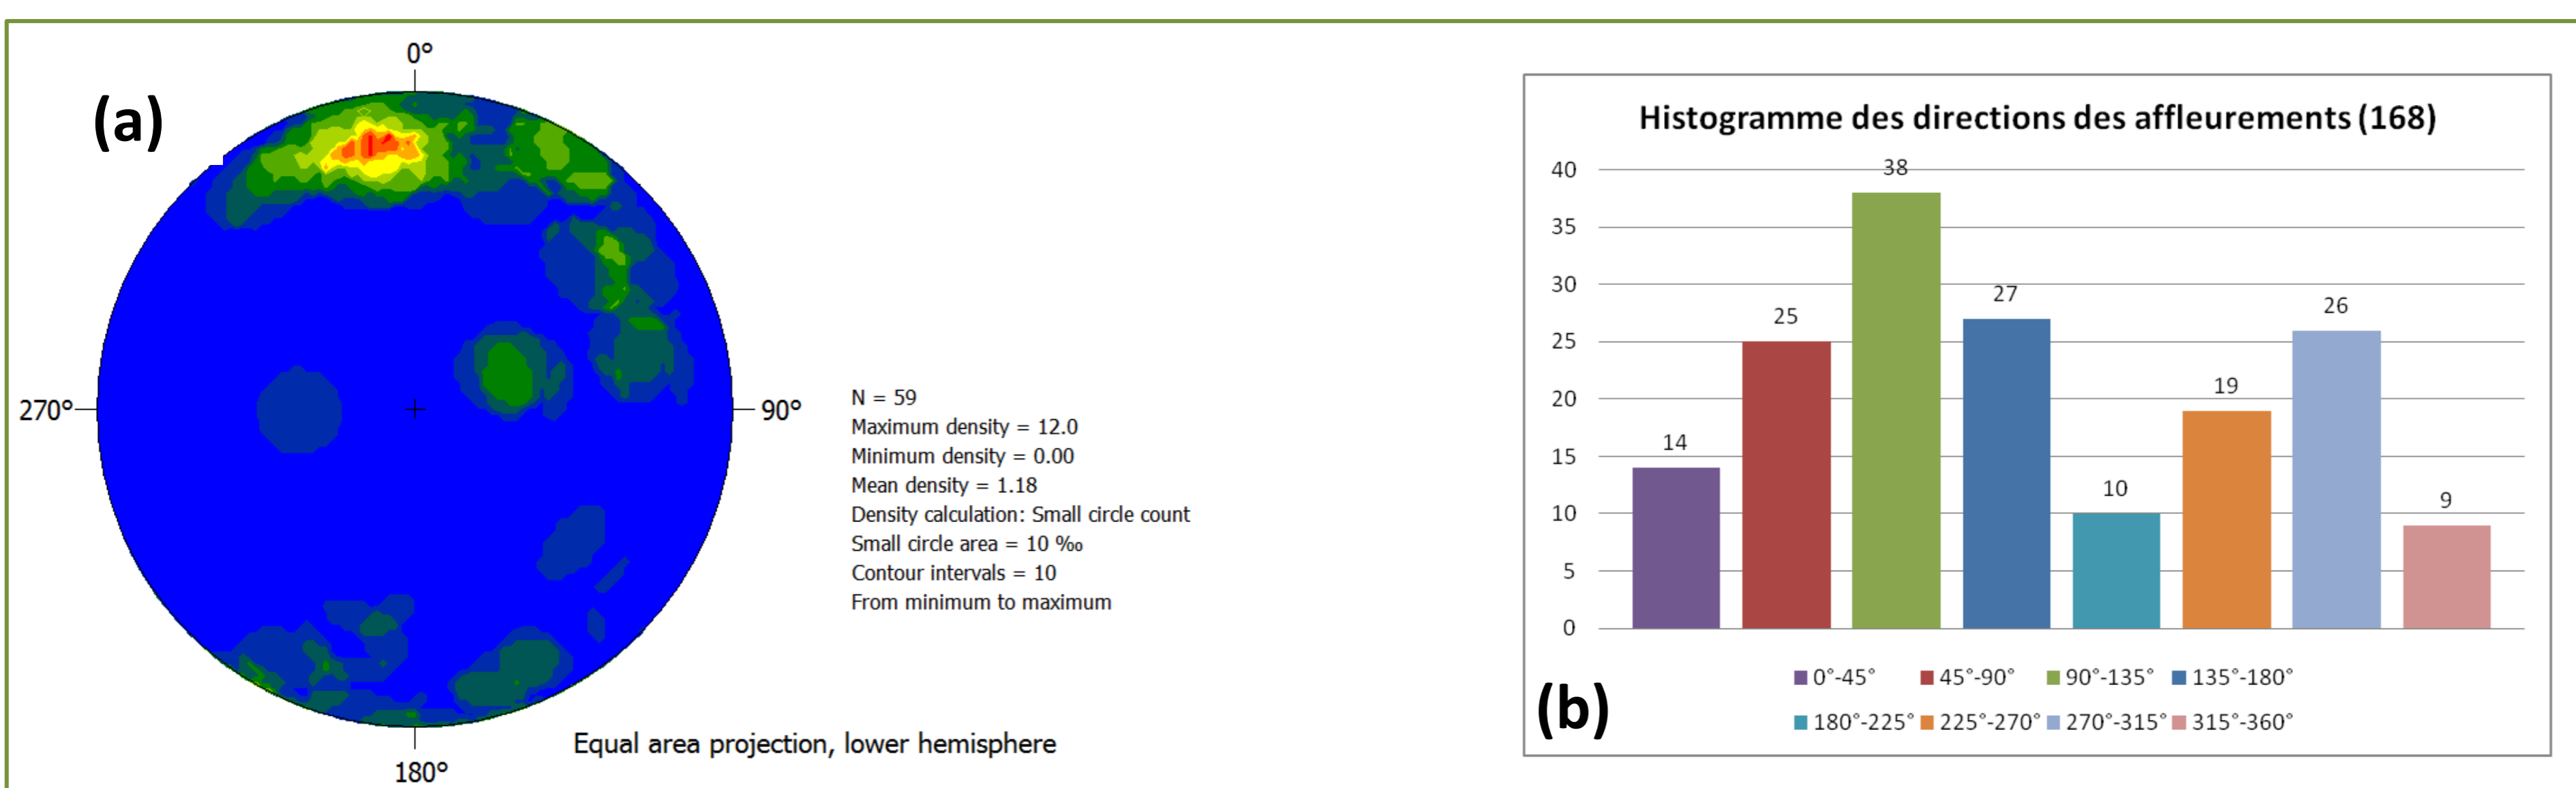 (a)
0°
270°
90°
180°
N = 59
Maximum density = 12.0
Minimum density = 0.00
Mean density = 1.18
Density calculation: Small circle count
Small circle area = 10 ‰
Contour intervals = 10
From minimum to maximum
Equal area projection, lower hemisphere
(b)
Histogramme des directions des affleurements (168)
40
35
30
25
20
15
10
5
0
14
25
38
27
10
19
26
9
0°-45° 45°-90° 90°-135° 135°-180°
180°-225° 225°-270° 270°-315° 315°-360°